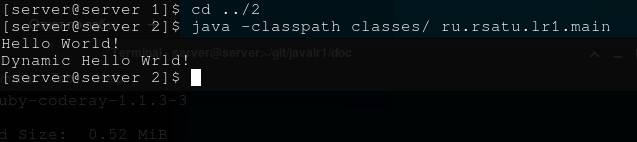 [server@server 1]$ cd ../2
[server@server 2]$ java -classpath classes/ ru.rsatu.lr1.main
Hello World!
Dynamic Hello Wrld!
[server@server 2]$
Terminal - server@server:~/git/javalr1/doc
uby-coderay-1.1.3-3
d Size: 0.52 MiB